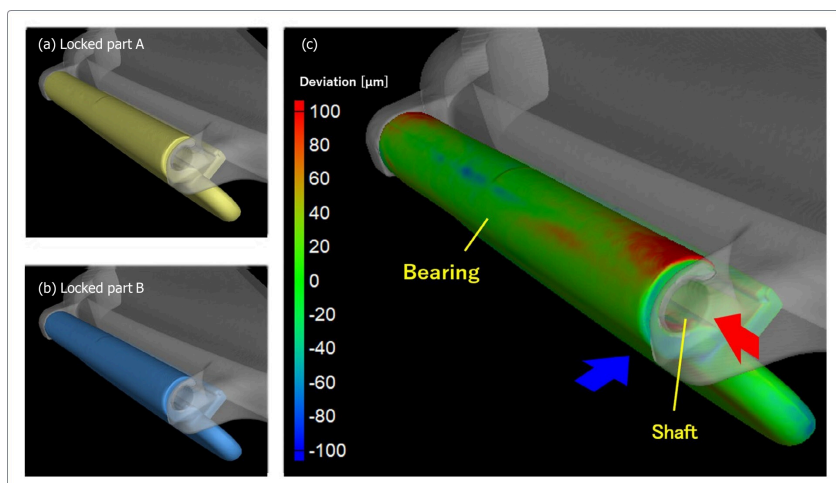 (a) Locked part A
(b) Locked part B
(c)
Deviation [μm]
100
80
60
40
20
0
-20
-40
-60
-80
-100
Bearing
Shaft